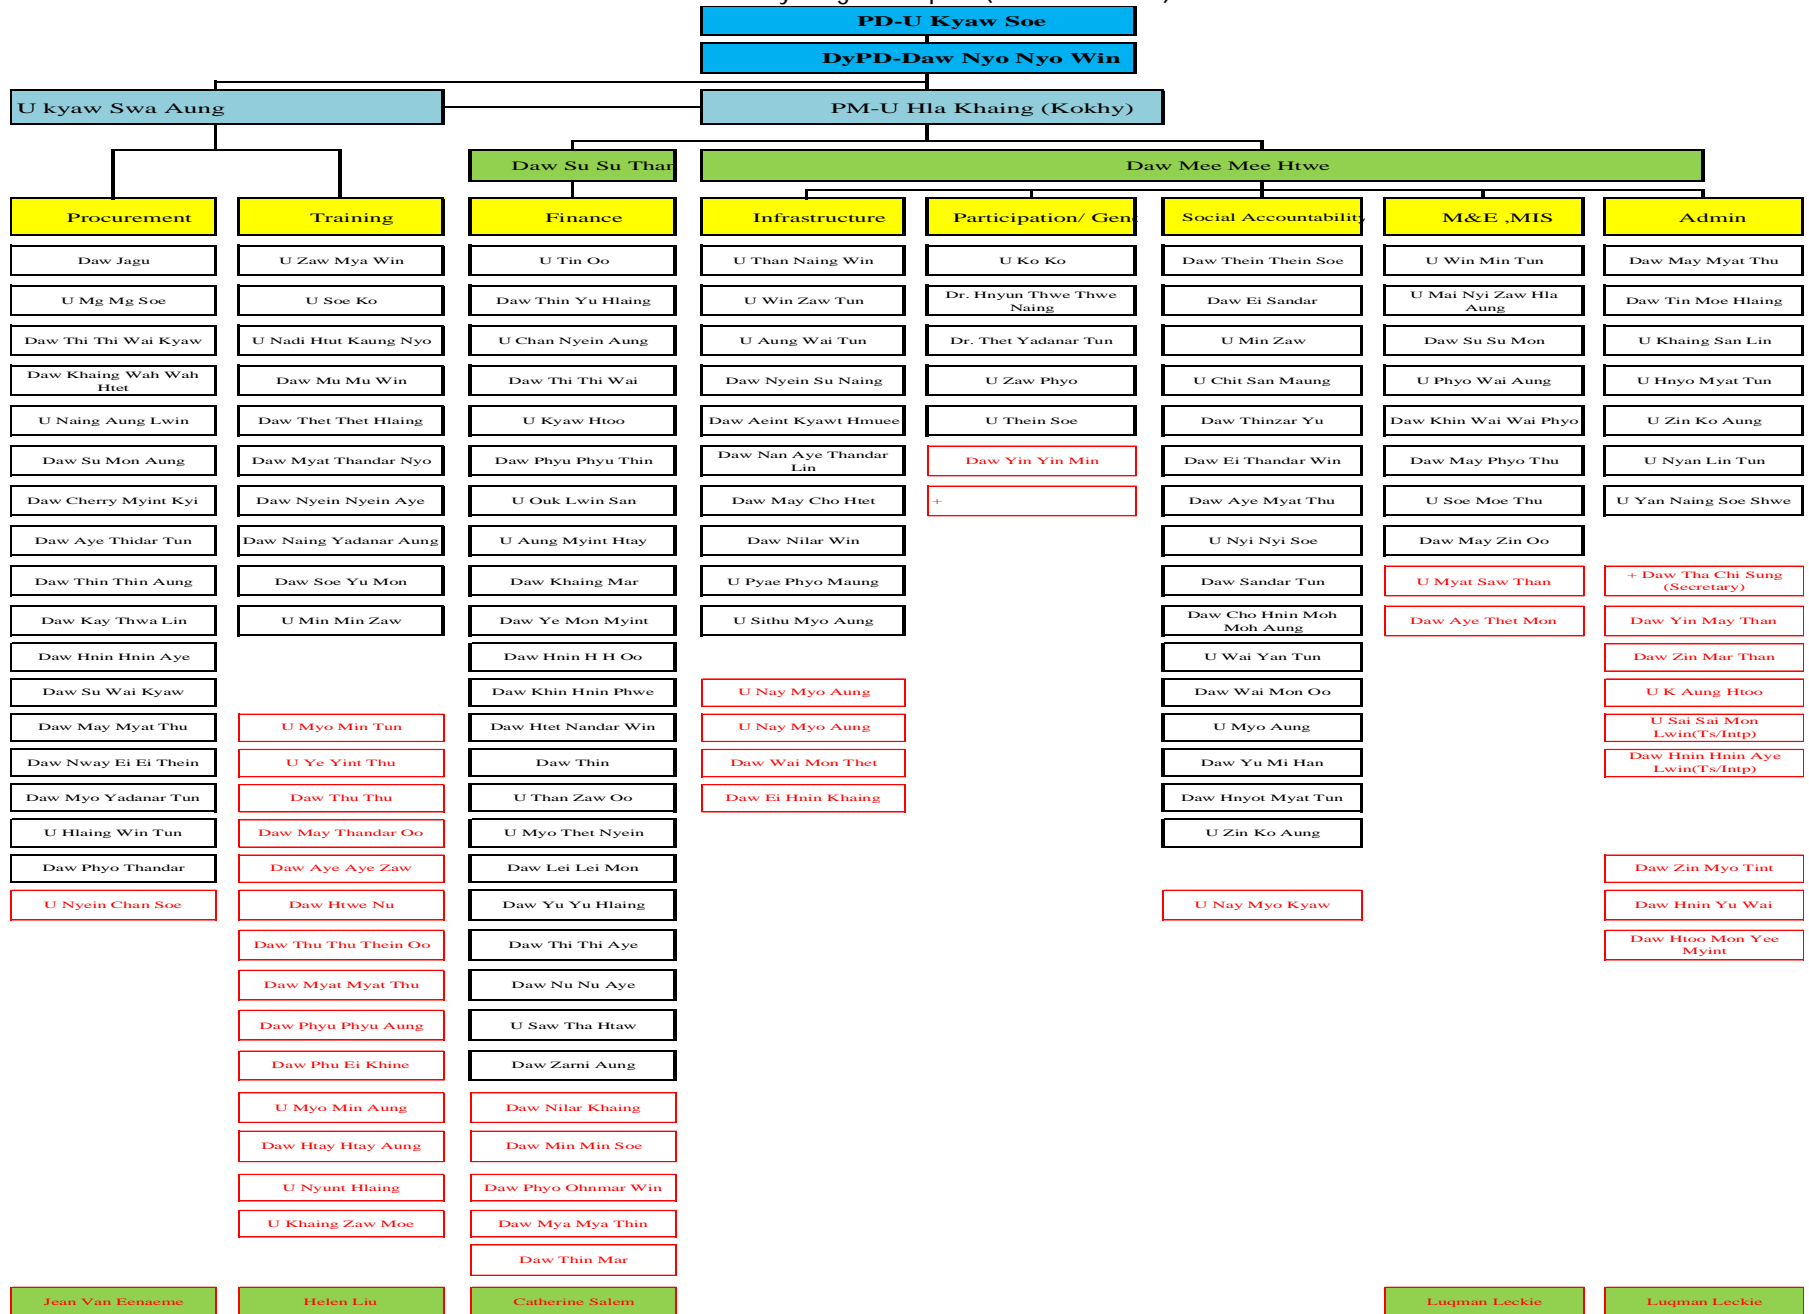 PD-U Kyaw Soe
DyPD-Daw Nyo Nyo Win
U kyaw Swa Aung
PM-U Hla Khaing (Kokhy)
Daw Su Su Than
Daw Mee Mee Htwe
Procurement
Daw Jagu
U Mg Mg Soe
Daw Thi Thi Wai Kyaw
Daw Khaing Wah Wah
Htet
U Naing Aung Lwin
Daw Su Mon Aung
Daw Cherry Myint Kyi
Daw Aye Thidar Tun
Daw Thin Thin Aung
Daw Kay Thwa Lin
Daw Hnin Hnin Aye
Daw Su Wai Kyaw
Daw May Myat Thu
Daw Nway Ei Ei Thein
Daw Myo Yadanar Tun
U Hlaing Win Tun
Daw Phyo Thandar
U Nyein Chan Soe
Jean Van Eenaeme
Training
U Zaw Mya Win
U Soe Ko
U Nadi Htut Kaung Nyo
Daw Mu Mu Win
Daw Thet Thet Hlaing
Daw Myat Thandar Nyo
Daw Nyein Nyein Aye
Daw Naing Yadanar Aung
Daw Soe Yu Mon
U Min Min Zaw
U Myo Min Tun
U Ye Yint Thu
Daw Thu Thu
Daw May Thandar Oo
Daw Aye Aye Zaw
Daw Htwe Nu
Daw Thu Thu Thein Oo
Daw Myat Myat Thu
Daw Phyu Phyu Aung
Daw Phu Ei Khine
U Myo Min Aung
Daw Htay Htay Aung
U Nyunt Hlaing
U Khaing Zaw Moe
Helen Liu
Finance
U Tin Oo
Daw Thin Yu Hlaing
U Chan Nyein Aung
Daw Thi Thi Wai
U Kyaw Htoo
Daw Phyu Phyu Thin
U Ouk Lwin San
U Aung Myint Htay
Daw Khaing Mar
Daw Ye Mon Myint
Daw Hnin H H Oo
Daw Khin Hnin Phwe
Daw Htet Nandar Win
Daw Thin
U Than Zaw Oo
U Myo Thet Nyein
Daw Lei Lei Mon
Daw Yu Yu Hlaing
Daw Thi Thi Aye
Daw Nu Nu Aye
U Saw Tha Htaw
Daw Zarni Aung
Daw Nilar Khaing
Daw Min Min Soe
Daw Phyo Ohnmar Win
Daw Mya Mya Thin
Daw Thin Mar
Catherine Salem
Infrastructure
U Than Naing Win
U Win Zaw Tun
U Aung Wai Tun
Daw Nyein Su Naing
Daw Aeint Kyawt Hmuee
Daw Nan Aye Thandar
Lin
Daw May Cho Htet
Daw Nilar Win
U Pyae Phyo Maung
U Sithu Myo Aung
U Nay Myo Aung
U Nay Myo Aung
Daw Wai Mon Thet
Daw Ei Hnin Khaing
Participation/ Gen
U Ko Ko
Dr. Hnyun Thwe Thwe
Naing
Dr. Thet Yadanar Tun
U Zaw Phyo
U Thein Soe
Daw Yin Yin Min
+
Social Accountability
Daw Thein Thein Soe
Daw Ei Sandar
U Min Zaw
U Chit San Maung
Daw Thinzar Yu
Daw Ei Thandar Win
Daw Aye Myat Thu
U Nyi Nyi Soe
Daw Sandar Tun
Daw Cho Hnin Moh
Moh Aung
U Wai Yan Tun
Daw Wai Mon Oo
U Myo Aung
Daw Yu Mi Han
Daw Hnyot Myat Tun
U Zin Ko Aung
U Nay Myo Kyaw
M&E ,MIS
U Win Min Tun
U Mai Nyi Zaw Hla
Aung
Daw Su Su Mon
U Phyo Wai Aung
Daw Khin Wai Wai Phyo
Daw May Phyo Thu
U Soe Moe Thu
Daw May Zin Oo
U Myat Saw Than
Daw Aye Thet Mon
Luqman Leckie
Admin
Daw May Myat Thu
Daw Tin Moe Hlaing
U Khaing San Lin
U Hnyo Myat Tun
U Zin Ko Aung
U Nyan Lin Tun
U Yan Naing Soe Shwe
+ Daw Tha Chi Sung
(Secretary)
Daw Yin May Than
Daw Zin Mar Than
U K Aung Htoo
U Sai Sai Mon
Lwin(Ts/Intp)
Daw Hnin Hnin Aye
Lwin(Ts/Intp)
Daw Zin Myo Tint
Daw Hnin Yu Wai
Daw Htoo Mon Yee
Myint
Luqman Leckie